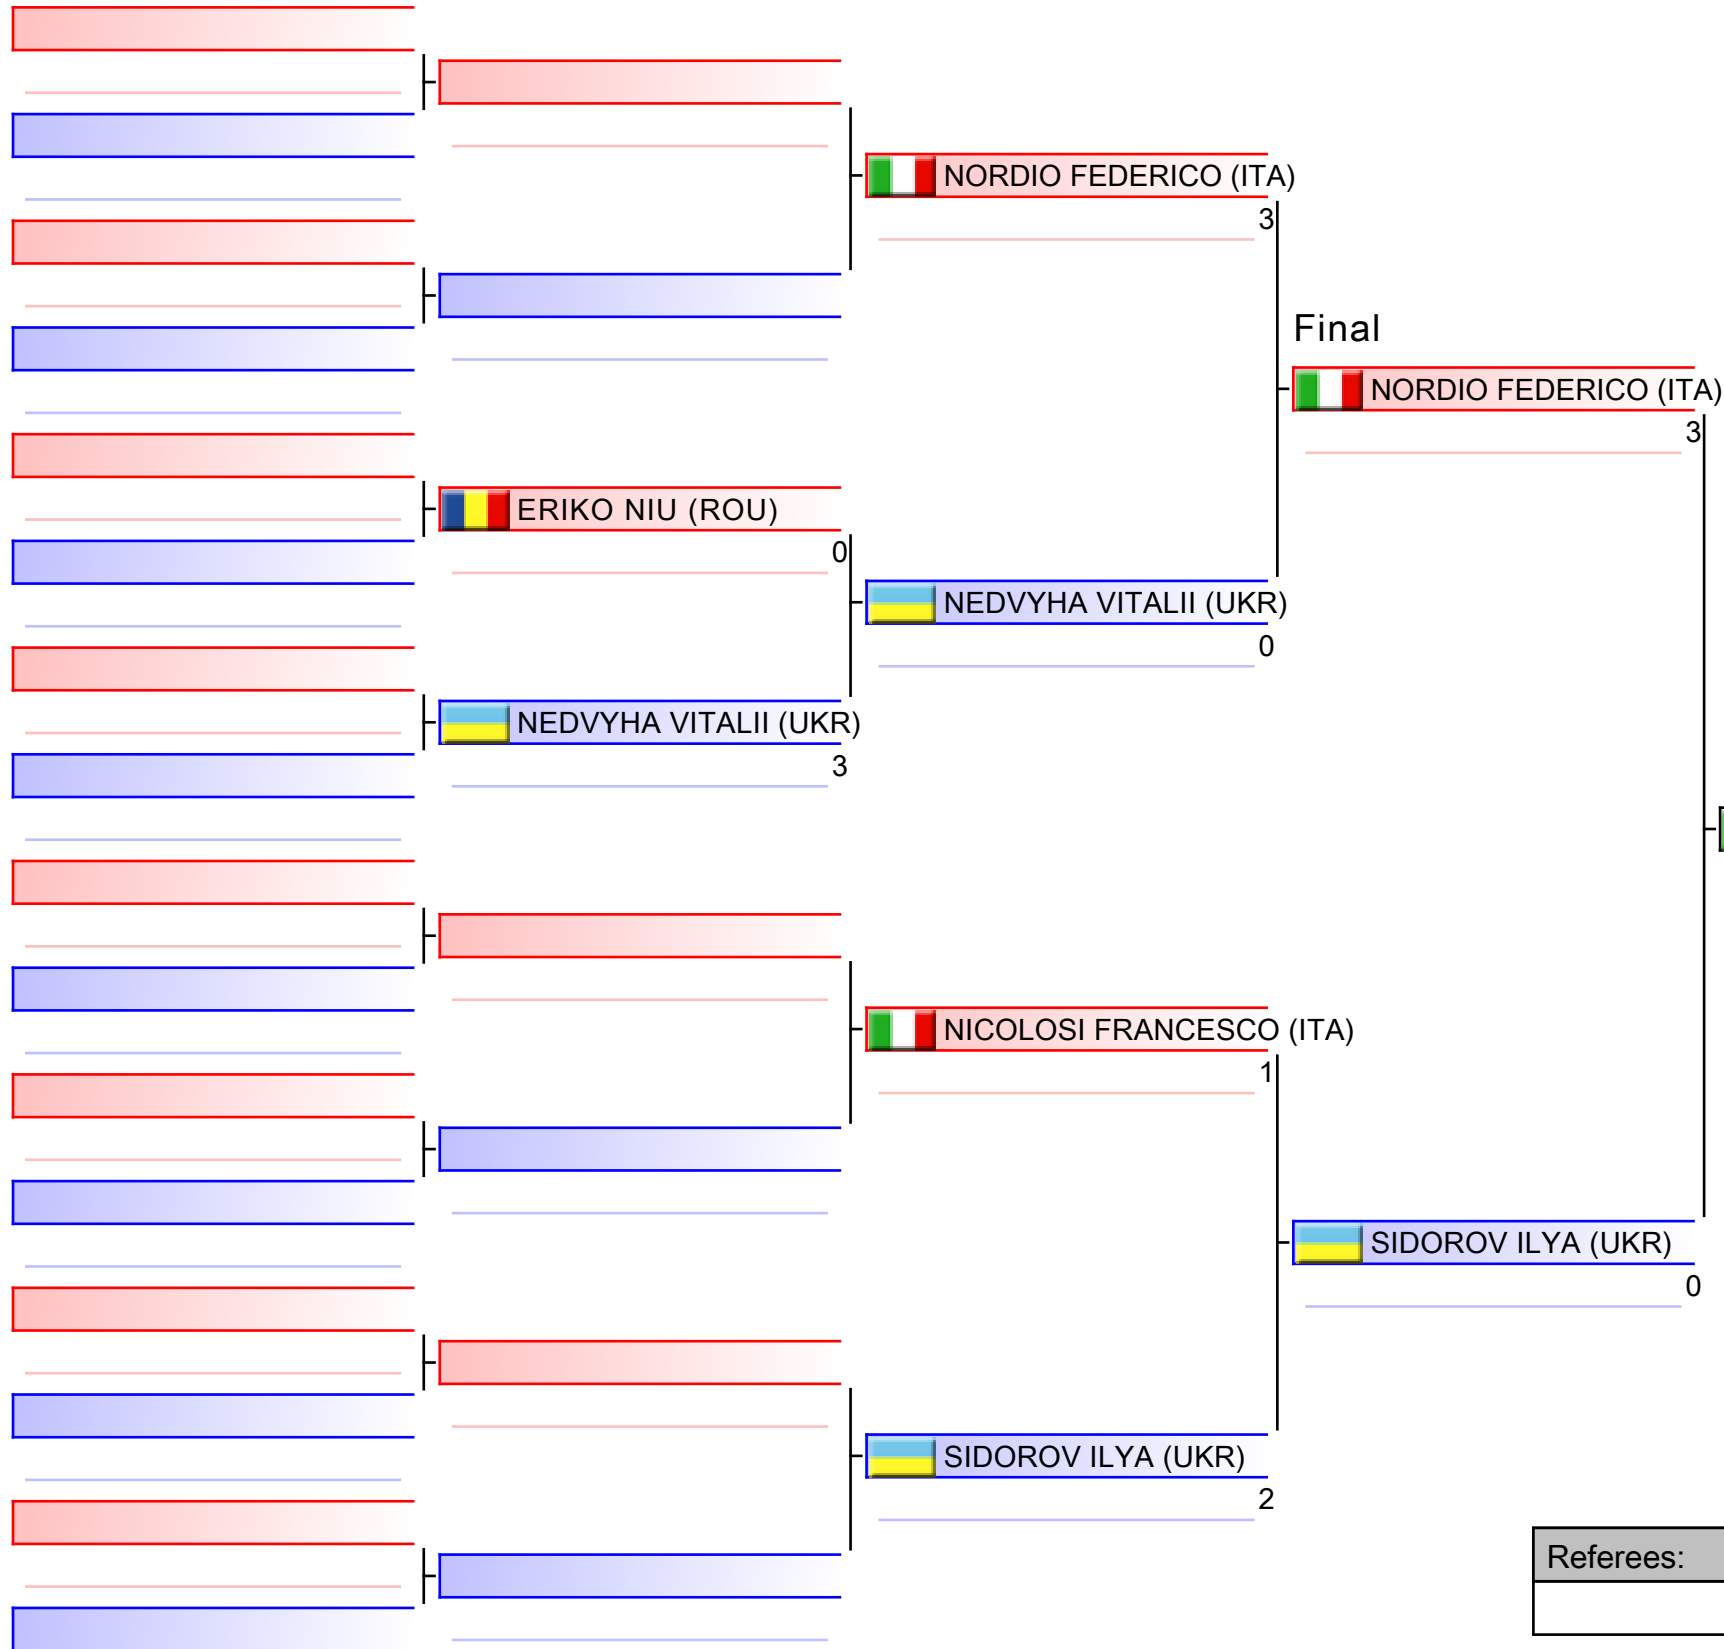 NORDIO FEDERICO (ITA)
3
Final
NORDIO FEDERICO (ITA)
3
ERIKO NIU (ROU)
0
NEDVYHA VITALII (UKR)
0
NEDVYHA VITALII (UKR)
3
NICOLOSI FRANCESCO (ITA)
1
SIDOROV ILYA (UKR)
0
SIDOROV ILYA (UKR)
2
Referees: